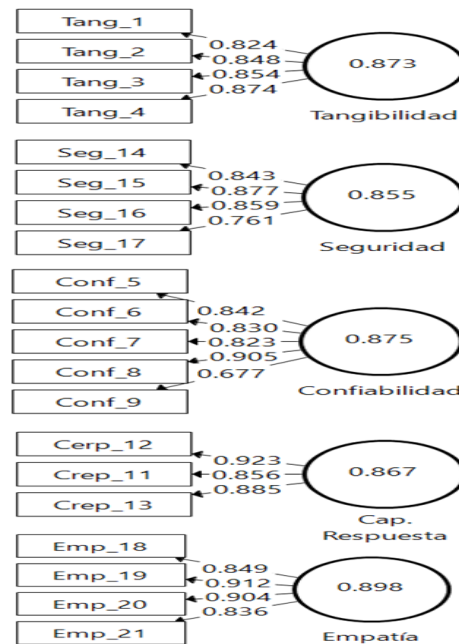 Tang_1
Tang_2
Tang_3
Tang_4
0.824
0.848
0.854
0.874
0.873
Tangibilidad
Seg_14
Seg_15
Seg_16
Seg_17
0.843
0.877
0.859
0.761
0.855
Seguridad
Conf_5
Conf_6
Conf_7
Conf_8
Conf_9
0.842
0.830
0.823
0.905
0.677
0.875
Confiabilidad
Cerp_12
Crep_11
Crep_13
0.923
0.856
0.885
0.867
Cap.
Respuesta
Emp_18
Emp_19
Emp_20
Emp_21
0.849
0.912
0.904
0.836
0.898
Empatía